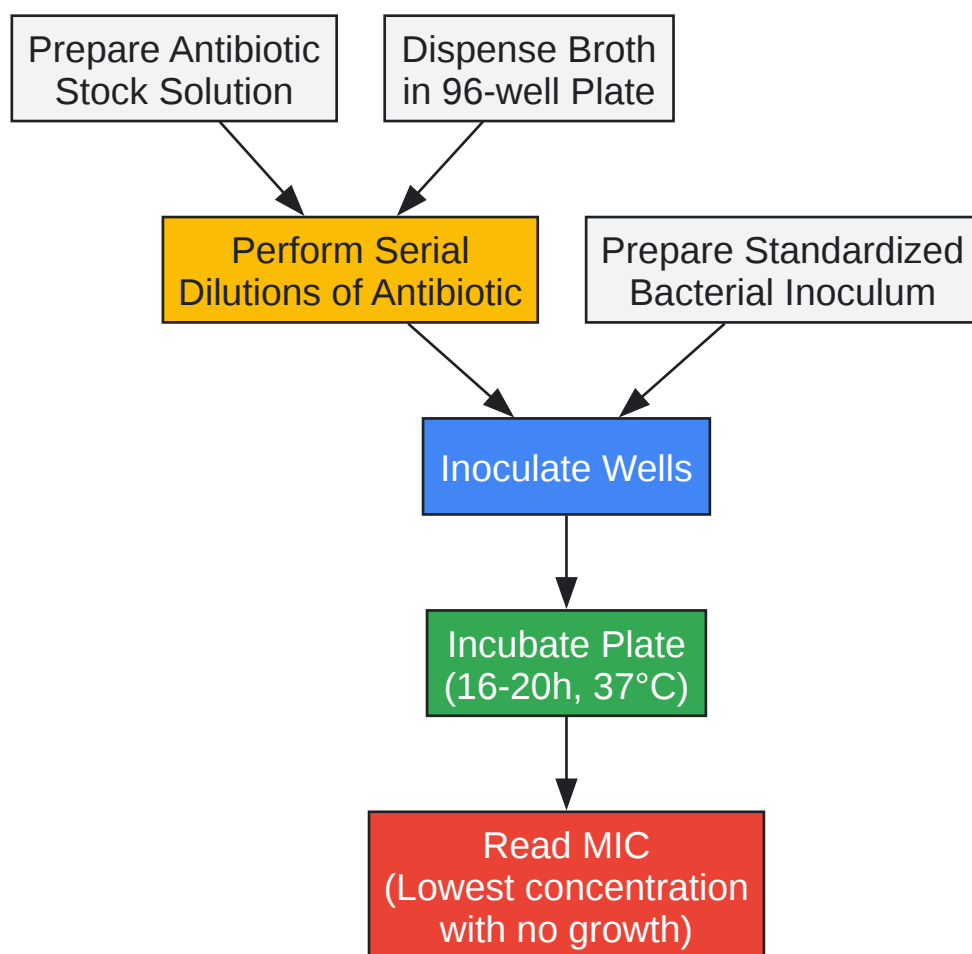 Prepare Antibiotic
Stock Solution
Dispense Broth
in 96-well Plate
Perform Serial
Dilutions of Antibiotic
Prepare Standardized
Bacterial Inoculum
Inoculate Wells
Incubate Plate
(16-20h, 37°C)
Read MIC
(Lowest concentration
with no growth)